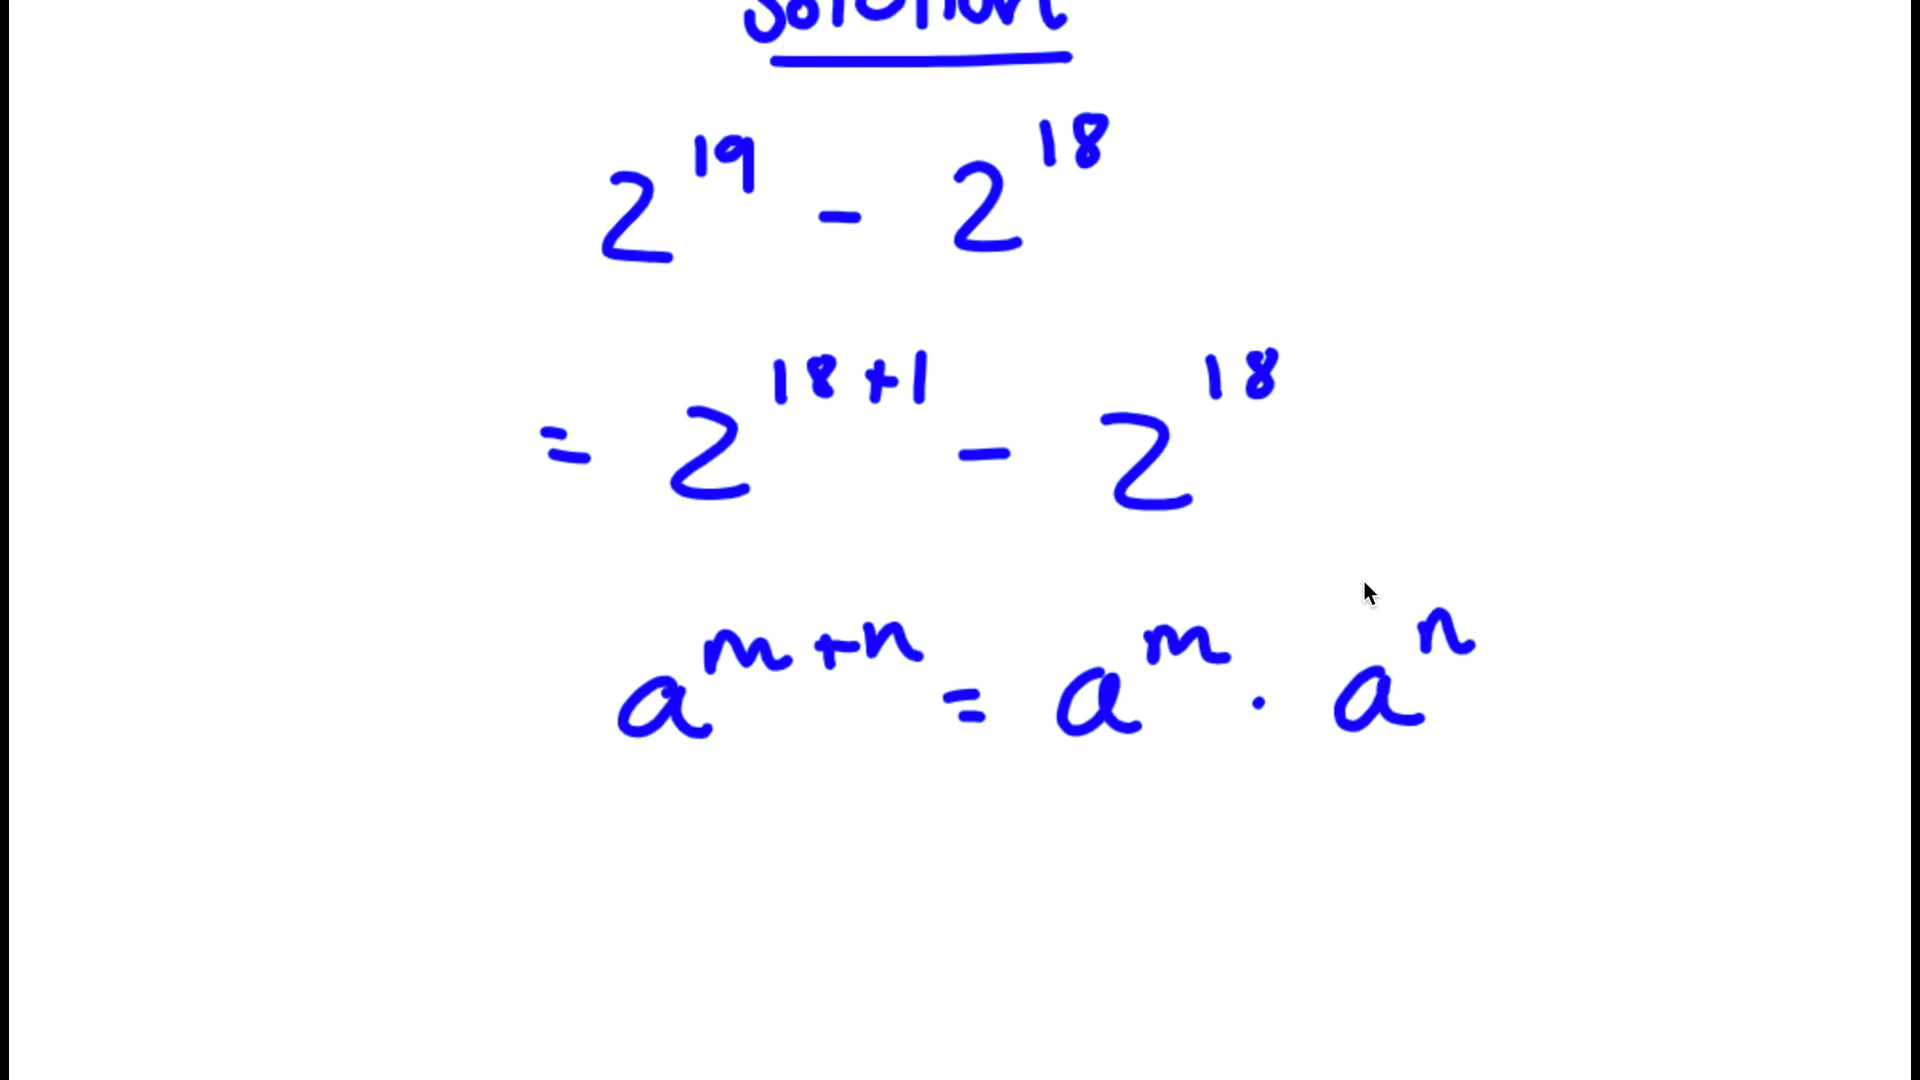 Solution
2^19 - 2^18
= 2^18+1 - 2^18
a^m+n = a^m · a^n